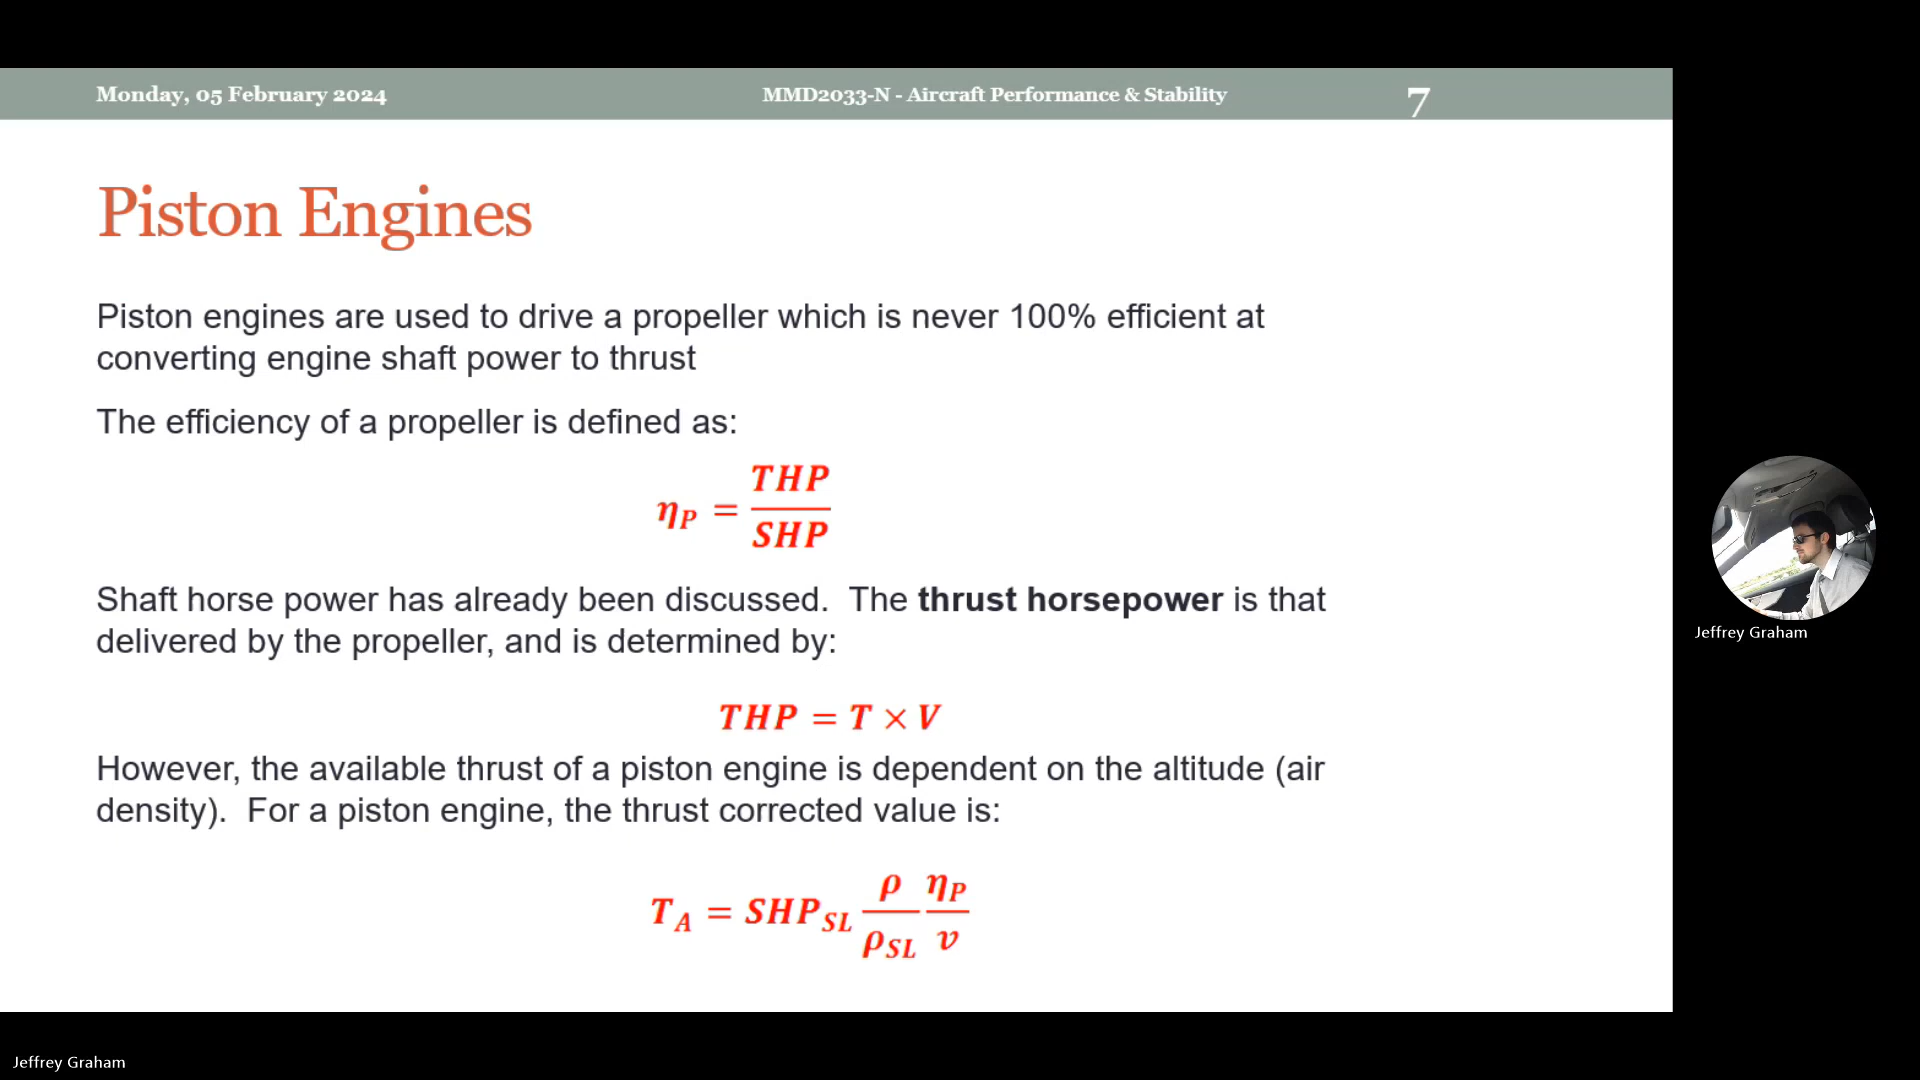 Monday, 05 February 2024 MMD2033-N - Aircraft Performance & Stability 7
Piston Engines
Piston engines are used to drive a propeller which is never 100% efficient at
converting engine shaft power to thrust
The efficiency of a propeller is defined as:
η_P = THP / SHP
Shaft horse power has already been discussed.  The thrust horsepower is that
delivered by the propeller, and is determined by:
THP = T × V
However, the available thrust of a piston engine is dependent on the altitude (air
density).  For a piston engine, the thrust corrected value is:
T_A = SHP_SL ρ/ρ_SL η_P/v
Jeffrey Graham
Jeffrey Graham